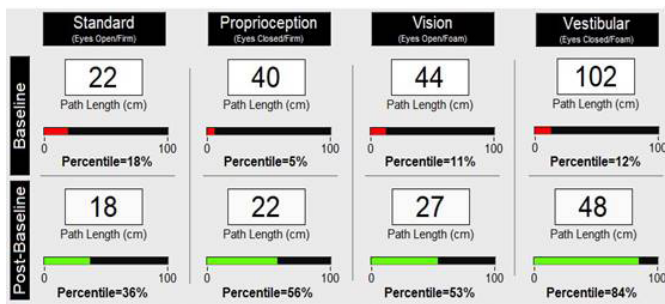 Standard
(Eyes Open/Firm)
Proprioception
(Eyes Closed/Firm)
Vision
(Eyes Open/Foam)
Vestibular
(Eyes Closed/Foam)
Baseline
22
Path Length (cm)
0 100
Percentile=18%
40
Path Length (cm)
0 100
Percentile=5%
44
Path Length (cm)
0 100
Percentile=11%
102
Path Length (cm)
0 100
Percentile=12%
Post-Baseline
18
Path Length (cm)
0 100
Percentile=36%
22
Path Length (cm)
0 100
Percentile=56%
27
Path Length (cm)
0 100
Percentile=53%
48
Path Length (cm)
0 100
Percentile=84%